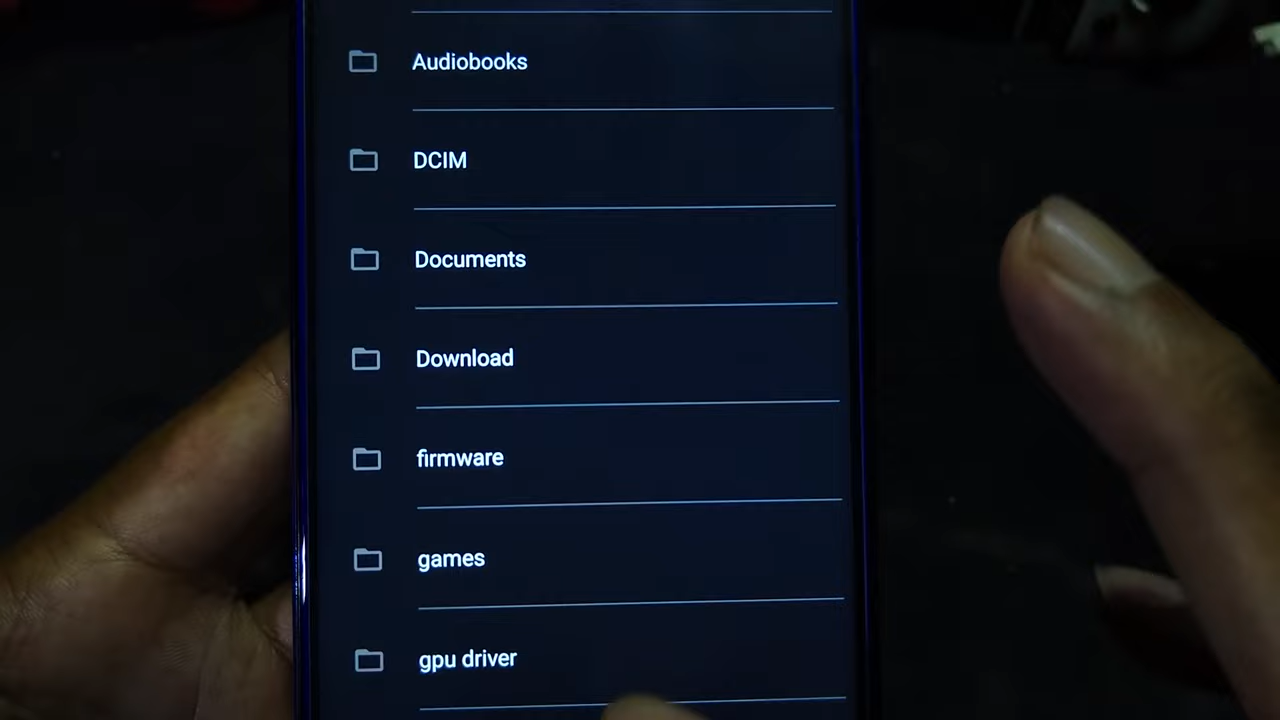 Audiobooks
DCIM
Documents
Download
firmware
games
gpu driver